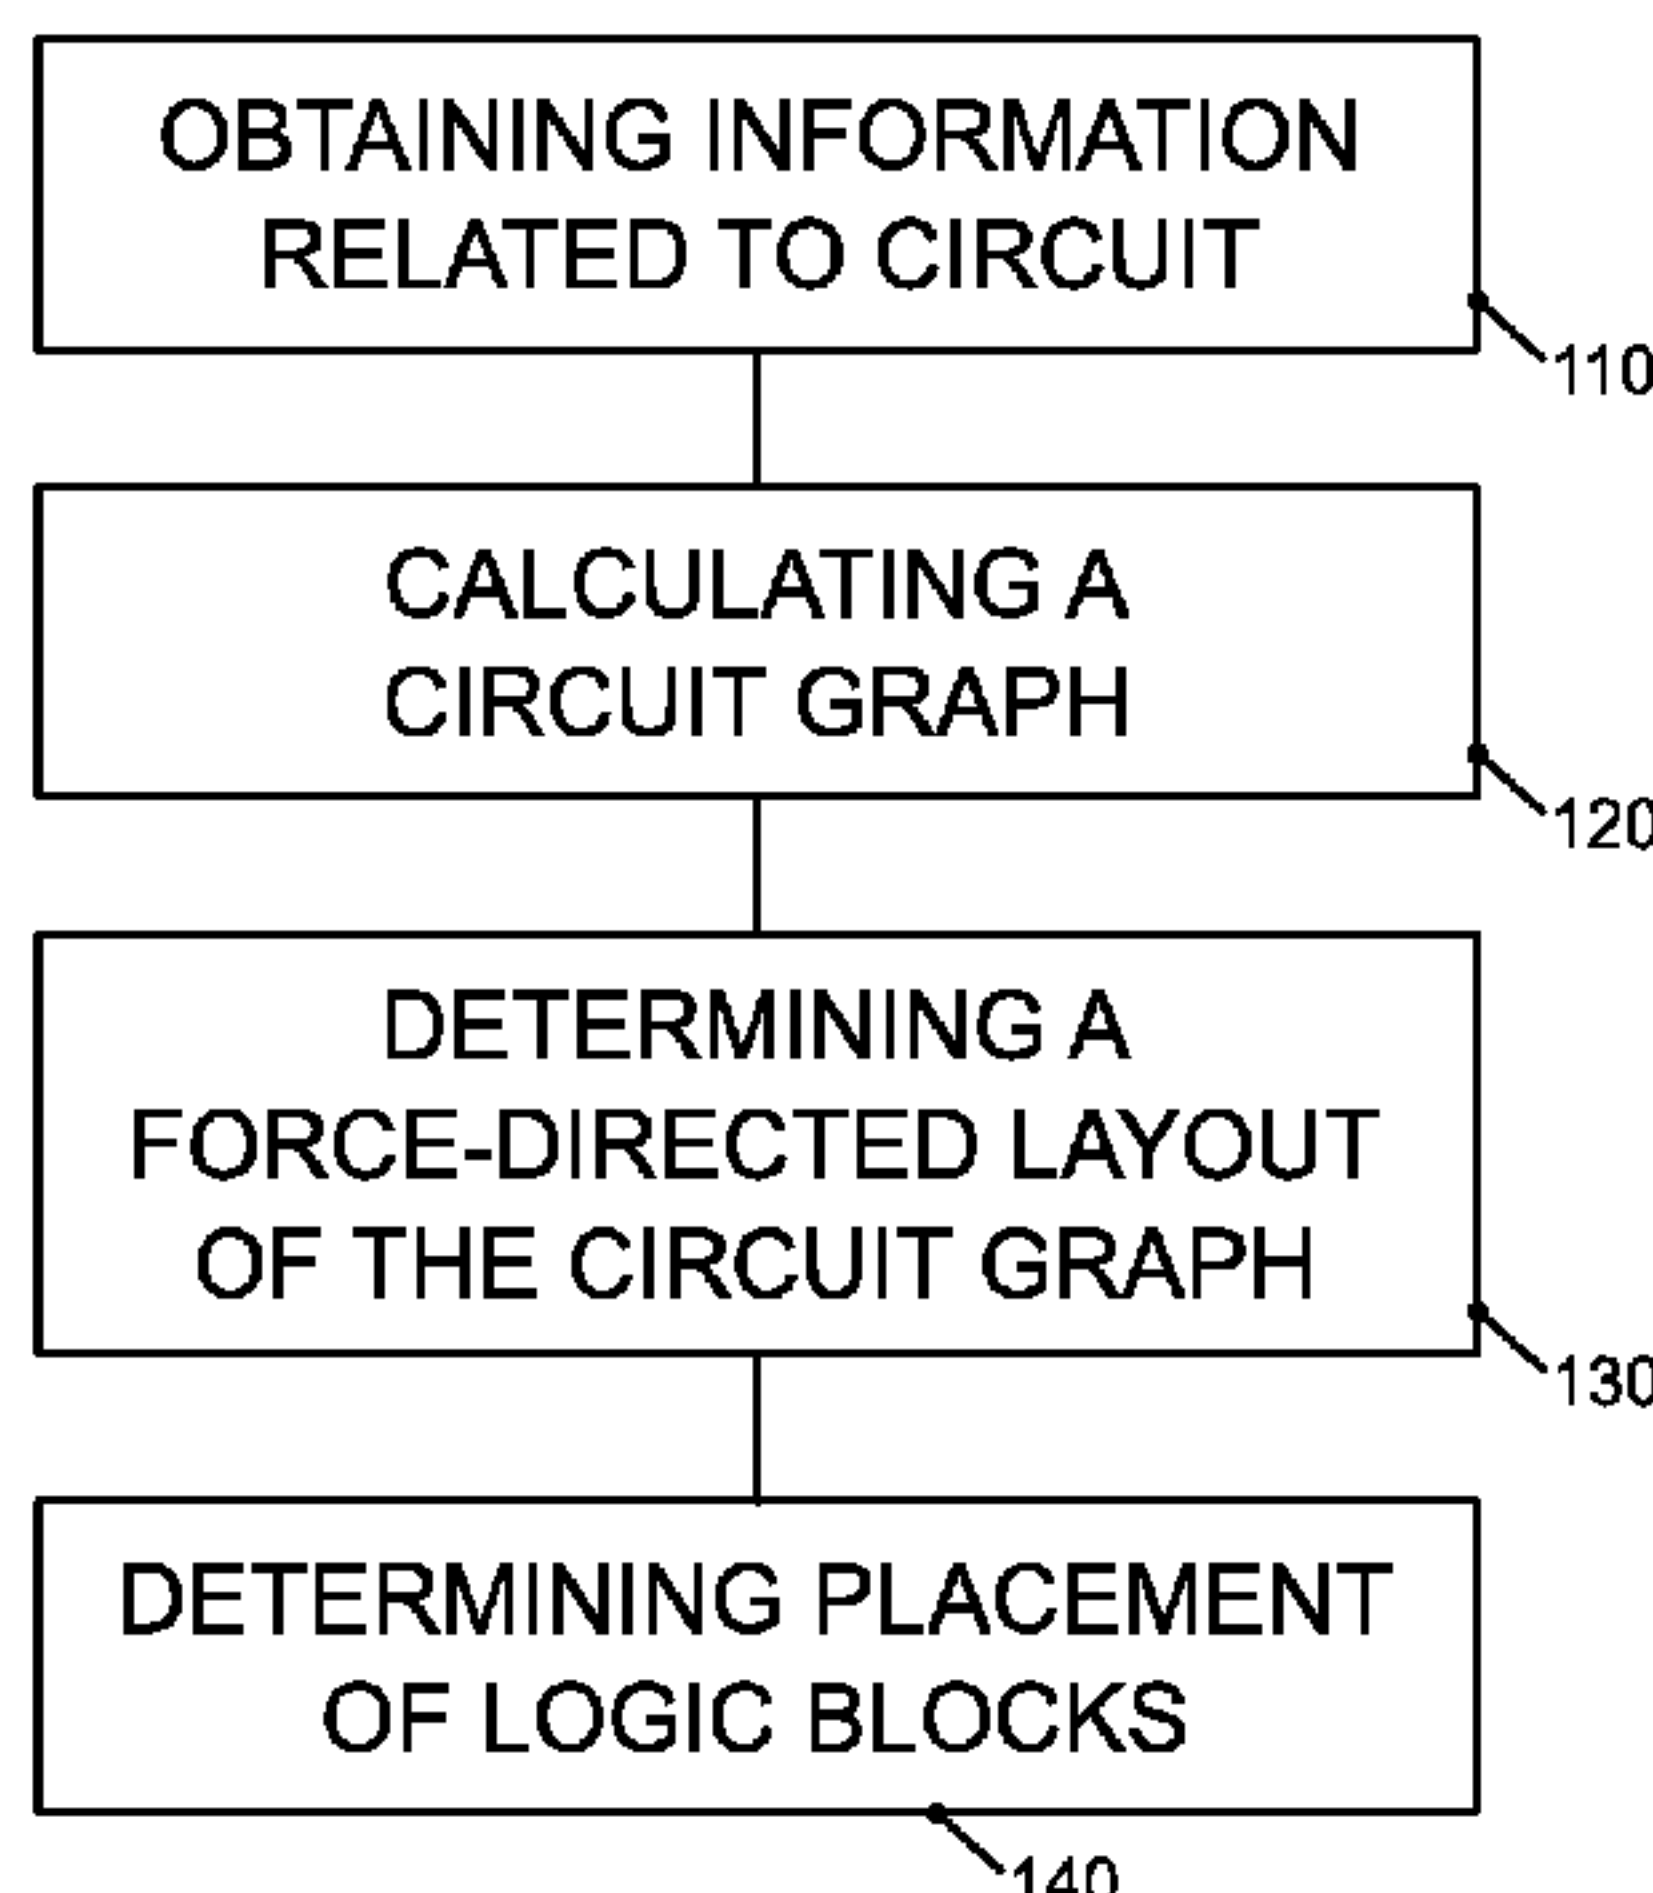 OBTAINING INFORMATION
RELATED TO CIRCUIT
110
CALCULATING A
CIRCUIT GRAPH
120
DETERMINING A
FORCE-DIRECTED LAYOUT
OF THE CIRCUIT GRAPH
130
DETERMINING PLACEMENT
OF LOGIC BLOCKS
140